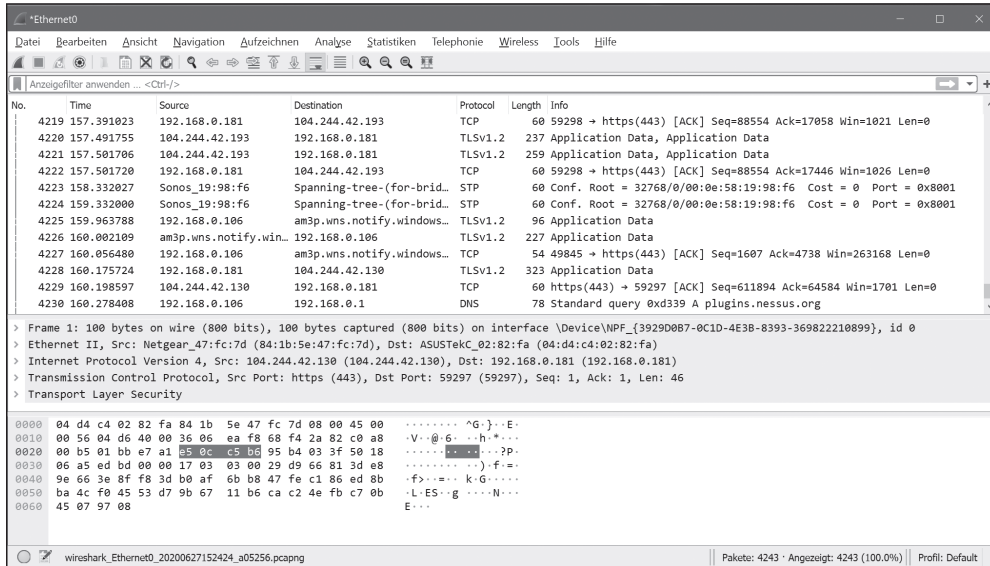 *Ethernet0
Datei Bearbeiten Ansicht Navigation Aufzeichnen Analyse Statistiken Telephonie Wireless Tools Hilfe
Anzeigefilter anwenden ... <Ctrl-/>
No. Time Source Destination Protocol Length Info
4219 157.391023 192.168.0.181 104.244.42.193 TCP 60 59298 → https(443) [ACK] Seq=88554 Ack=17058 Win=1021 Len=0
4220 157.491755 104.244.42.193 192.168.0.181 TLSv1.2 237 Application Data, Application Data
4221 157.501706 104.244.42.193 192.168.0.181 TLSv1.2 259 Application Data, Application Data
4222 157.501720 192.168.0.181 104.244.42.193 TCP 60 59298 → https(443) [ACK] Seq=88554 Ack=17446 Win=1026 Len=0
4223 158.332027 Sonos_19:98:f6 Spanning-tree-(for-brid… STP 60 Conf. Root = 32768/0/00:0e:58:19:98:f6 Cost = 0 Port = 0x8001
4224 159.332000 Sonos_19:98:f6 Spanning-tree-(for-brid… STP 60 Conf. Root = 32768/0/00:0e:58:19:98:f6 Cost = 0 Port = 0x8001
4225 159.963788 192.168.0.106 am3p.wns.notify.windows… TLSv1.2 96 Application Data
4226 160.002109 am3p.wns.notify.win… 192.168.0.106 TLSv1.2 227 Application Data
4227 160.056480 192.168.0.106 am3p.wns.notify.windows… TCP 54 49845 → https(443) [ACK] Seq=1607 Ack=4738 Win=263168 Len=0
4228 160.175724 192.168.0.181 104.244.42.130 TLSv1.2 323 Application Data
4229 160.198597 104.244.42.130 192.168.0.181 TCP 60 https(443) → 59297 [ACK] Seq=611894 Ack=64584 Win=1701 Len=0
4230 160.278408 192.168.0.106 192.168.0.1 DNS 78 Standard query 0xd339 A plugins.nessus.org
> Frame 1: 100 bytes on wire (800 bits), 100 bytes captured (800 bits) on interface \Device\NPF_{3929D0B7-0C1D-4E3B-8393-369822210899}, id 0
> Ethernet II, Src: Netgear_47:fc:7d (84:1b:5e:47:fc:7d), Dst: ASUSTekC_02:82:fa (04:d4:c4:02:82:fa)
> Internet Protocol Version 4, Src: 104.244.42.130 (104.244.42.130), Dst: 192.168.0.181 (192.168.0.181)
> Transmission Control Protocol, Src Port: https (443), Dst Port: 59297 (59297), Seq: 1, Ack: 1, Len: 46
> Transport Layer Security
0000 04 d4 c4 02 82 fa 84 1b 5e 47 fc 7d 08 00 45 00 ········ ^G·}··E·
0010 00 56 04 d6 40 00 36 06 ea f8 68 f4 2a 82 c0 a8 ·V··@·6· ··h·*···
0020 00 b5 01 bb e7 a1 e5 0c c5 b6 95 b4 03 3f 50 18 ········ ·····?P·
0030 06 a5 ed bd 00 00 17 03 03 00 29 d9 66 81 3d e8 ········ ··)·f·=·
0040 9e 66 3e 8f f8 3d b0 af 6b b8 47 fe c1 86 ed 8b ·f>··=·· k·G·····
0050 ba 4c f0 45 53 d7 9b 67 11 b6 ca c2 4e fb c7 0b ·L·ES··g ····N···
0060 45 07 97 08 E···
wireshark_Ethernet0_20200627152424_a05256.pcapng Pakete: 4243 · Angezeigt: 4243 (100.0%) Profil: Default